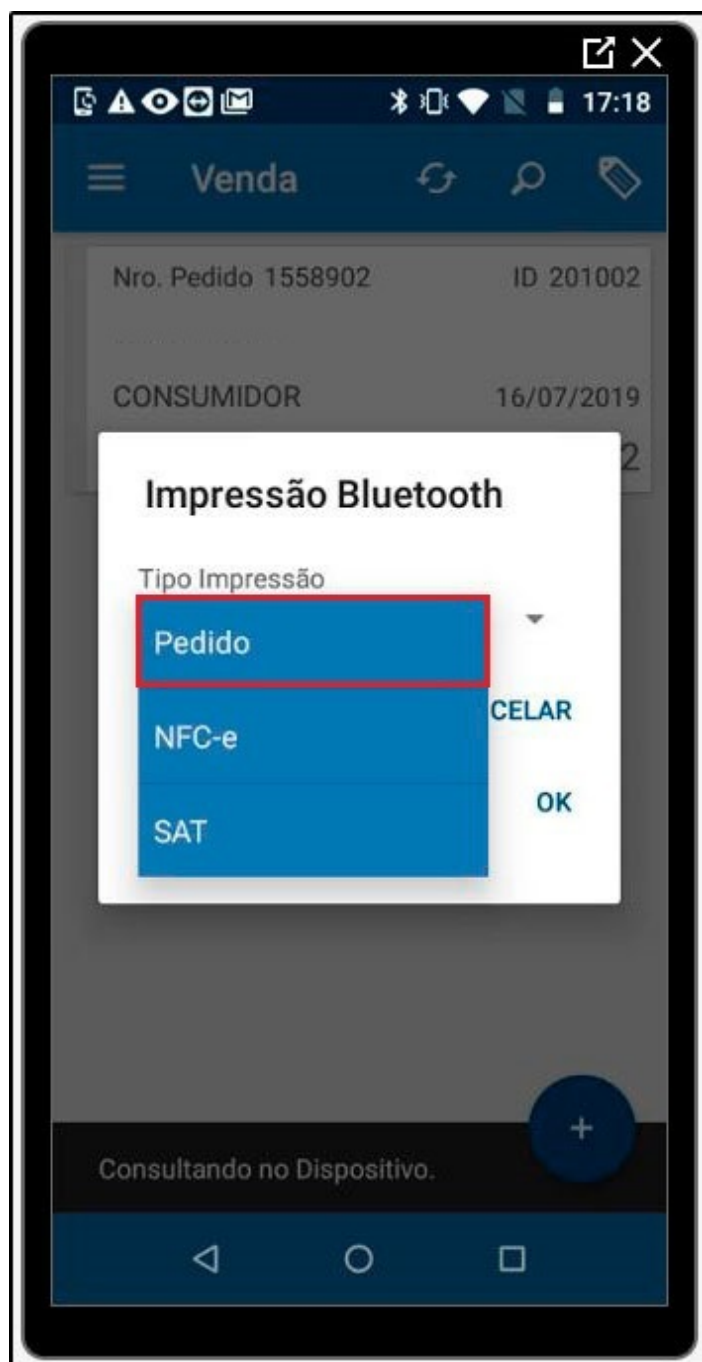 17:18
Venda
Nro. Pedido 1558902 ID 201002
CONSUMIDOR 16/07/2019
2
Impressão Bluetooth
Tipo Impressão
Pedido
CELAR
NFC-e
OK
SAT
Consultando no Dispositivo.